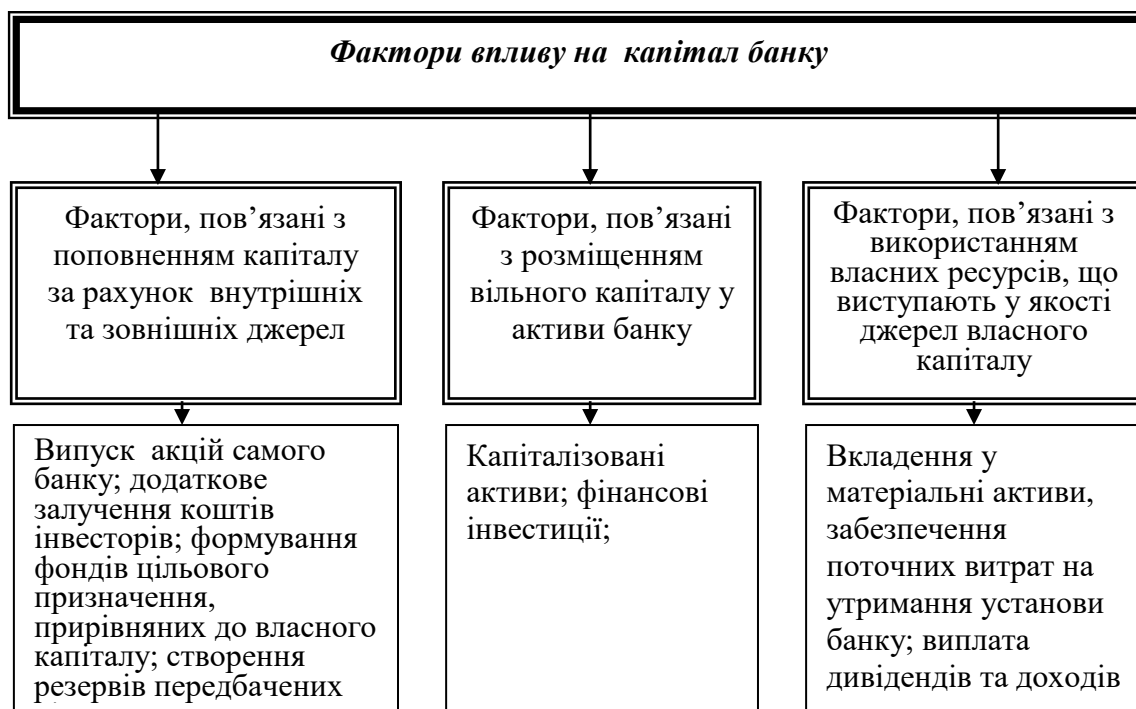 Фактори впливу на капітал банку
Фактори, пов’язані з
поповненням капіталу
за рахунок внутрішніх
та зовнішніх джерел
Фактори, пов’язані
з розміщенням
вільного капіталу у
активи банку
Фактори, пов’язані з
використанням
власних ресурсів, що
виступають у якості
джерел власного
капіталу
Випуск акцій самого
банку; додаткове
залучення коштів
інвесторів; формування
фондів цільового
призначення,
прирівняних до власного
капіталу; створення
резервів передбачених
Капіталізовані
активи; фінансові
інвестиції;
Вкладення у
матеріальні активи,
забезпечення
поточних витрат на
утримання установи
банку; виплата
дивідендів та доходів